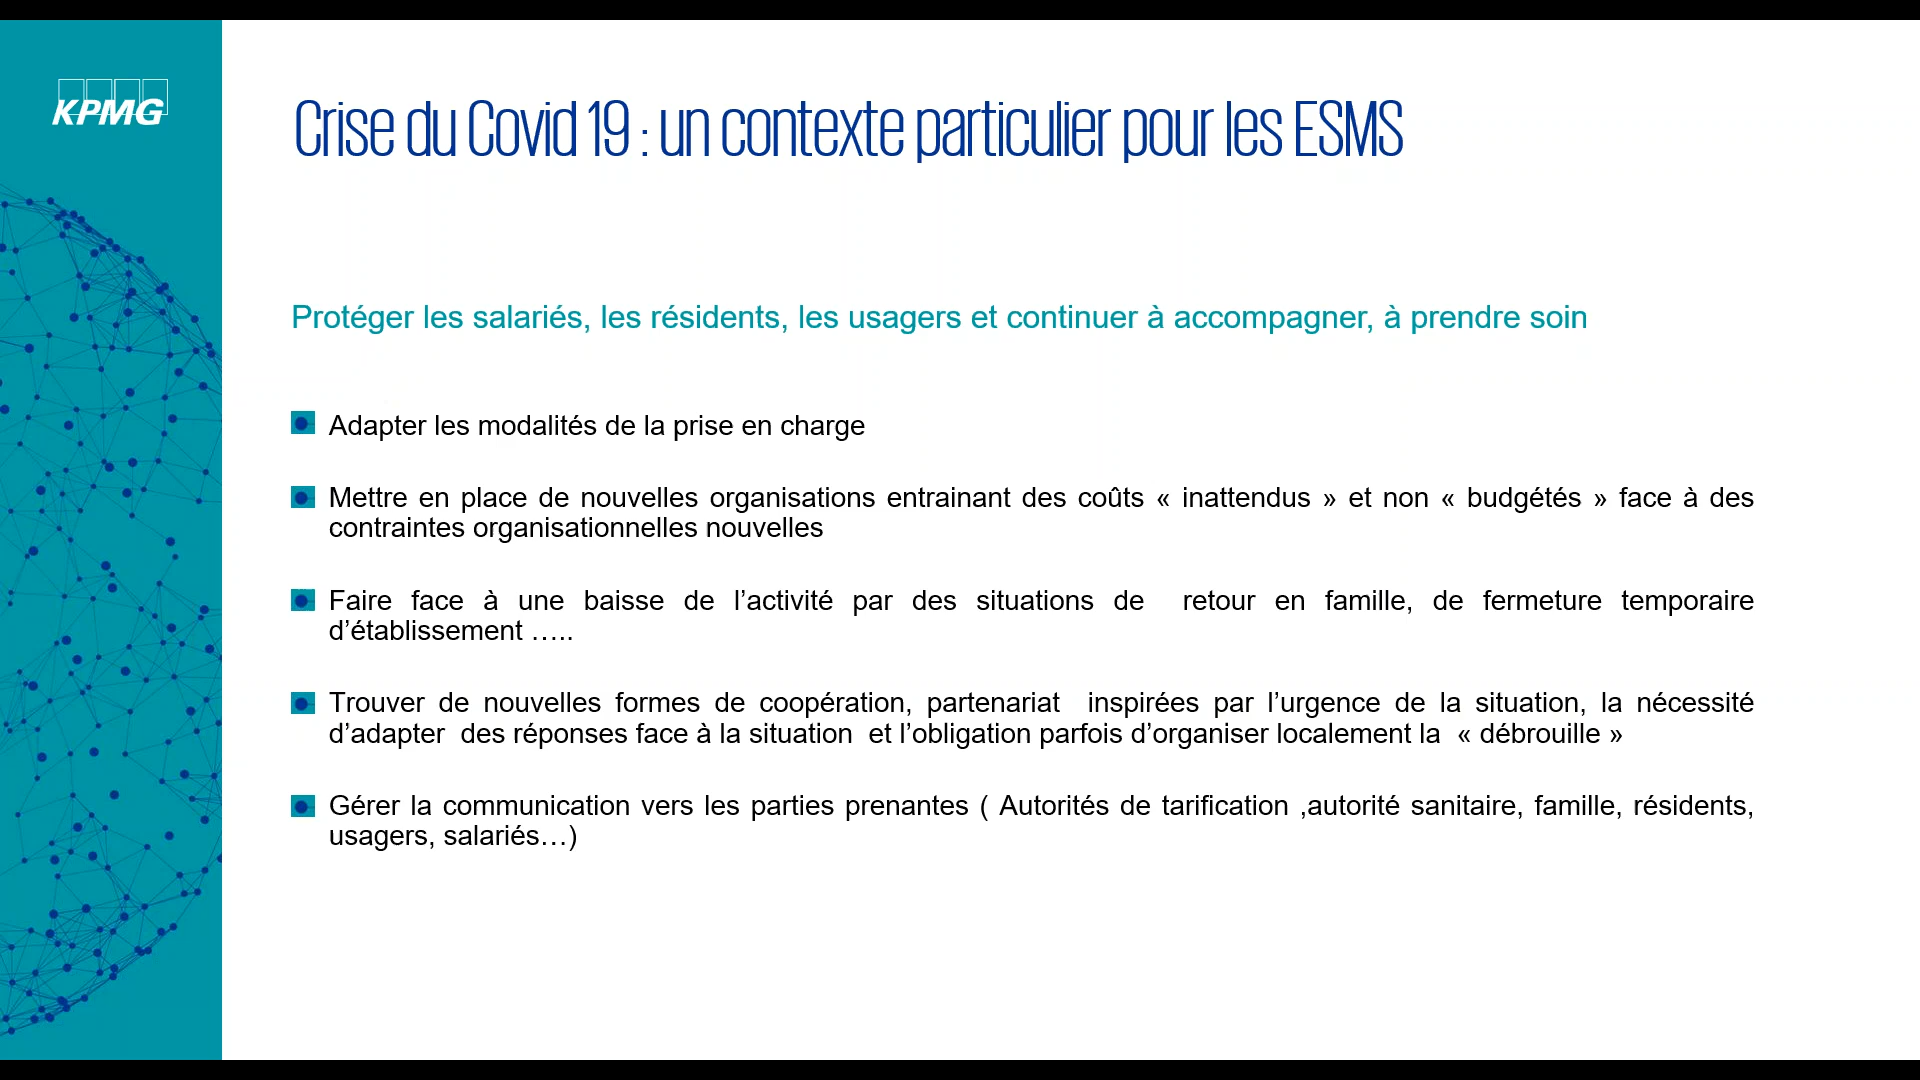 KPMG
Crise du Covid 19 : un contexte particulier pour les ESMS
Protéger les salariés, les résidents, les usagers et continuer à accompagner, à prendre soin
Adapter les modalités de la prise en charge
Mettre en place de nouvelles organisations entrainant des coûts « inattendus » et non « budgétés » face à des
contraintes organisationnelles nouvelles
Faire face à une baisse de l’activité par des situations de retour en famille, de fermeture temporaire
d’établissement …..
Trouver de nouvelles formes de coopération, partenariat inspirées par l’urgence de la situation, la nécessité
d’adapter des réponses face à la situation et l’obligation parfois d’organiser localement la « débrouille »
Gérer la communication vers les parties prenantes ( Autorités de tarification ,autorité sanitaire, famille, résidents,
usagers, salariés…)